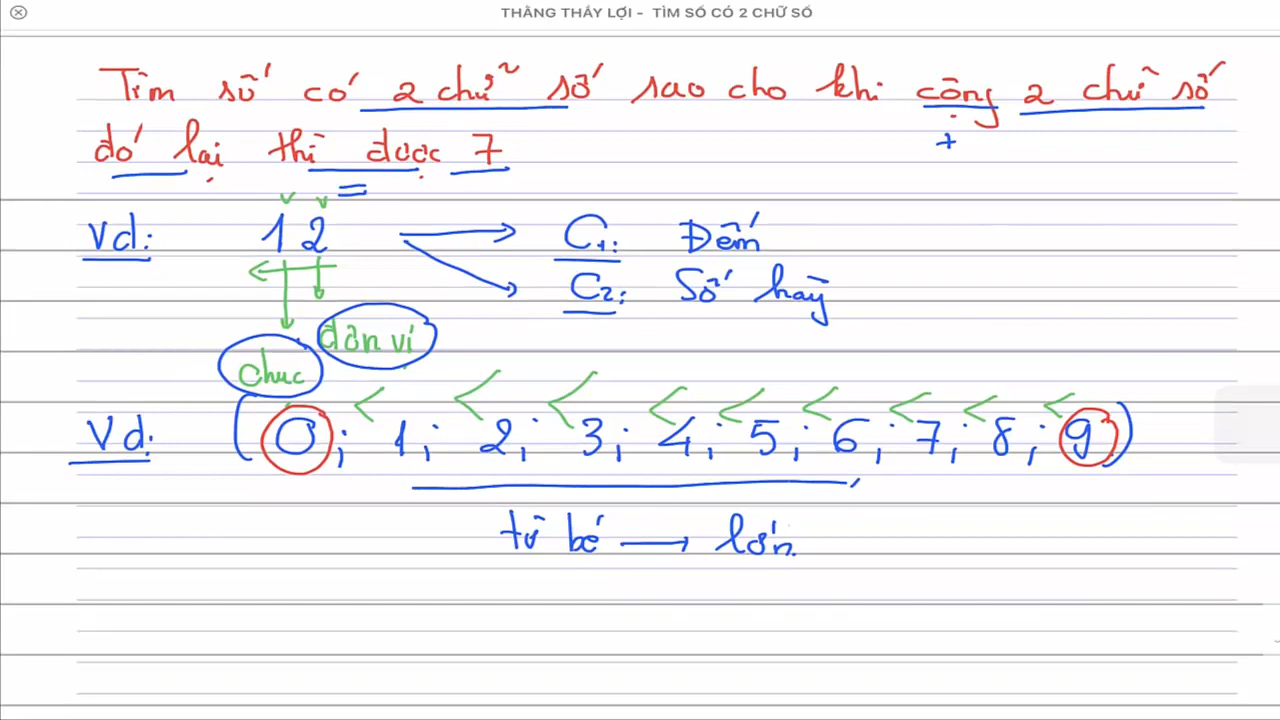 THẰNG THẦY LỢI - TÌM SỐ CÓ 2 CHỮ SỐ
Tìm số có 2 chữ số sao cho khi cộng 2 chữ số
+
đó lại thì được 7
=
Vd: 12 C1: Đếm
C2: Số hay
đơn vị
chục
< < < < < < < < <
Vd: (0; 1; 2; 3; 4; 5; 6; 7; 8; 9)
từ bé → lớn